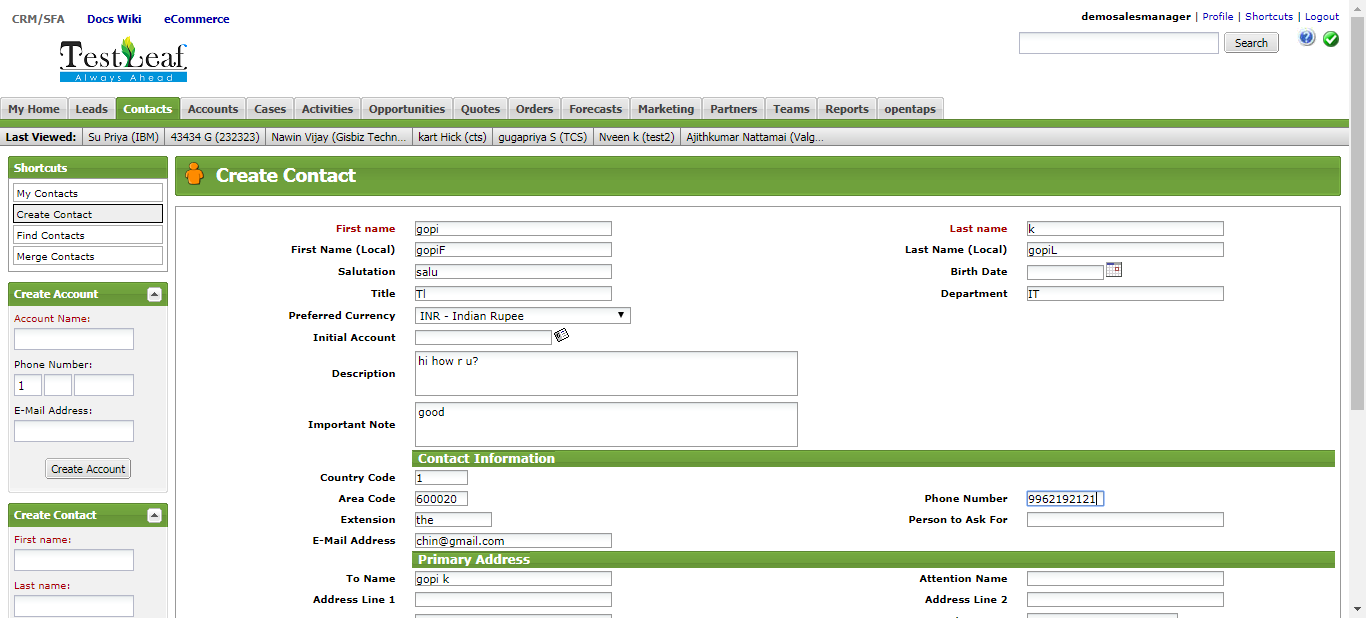 CRM/SFA Docs Wiki eCommerce
demosalesmanager | Profile | Shortcuts | Logout
TestLeaf
Always Ahead
Search
My Home Leads Contacts Accounts Cases Activities Opportunities Quotes Orders Forecasts Marketing Partners Teams Reports opentaps
Last Viewed: Su Priya (IBM) 43434 G (232323) Nawin Vijay (Gisbiz Techn... kart Hick (cts) gugapriya S (TCS) Nveen k (test2) Ajithkumar Nattamai (Valg...
Shortcuts
My Contacts
Create Contact
Find Contacts
Merge Contacts
Create Account
Account Name:
Phone Number:
1
E-Mail Address:
Create Account
Create Contact
First name:
Last name:
Create Contact
First name gopi Last name k
First Name (Local) gopiF Last Name (Local) gopiL
Salutation salu Birth Date
Title Tl Department IT
Preferred Currency INR - Indian Rupee
Initial Account
Description hi how r u?
Important Note good
Contact Information
Country Code 1
Area Code 600020 Phone Number 9962192121
Extension the Person to Ask For
E-Mail Address chin@gmail.com
Primary Address
To Name gopi k Attention Name
Address Line 1 Address Line 2